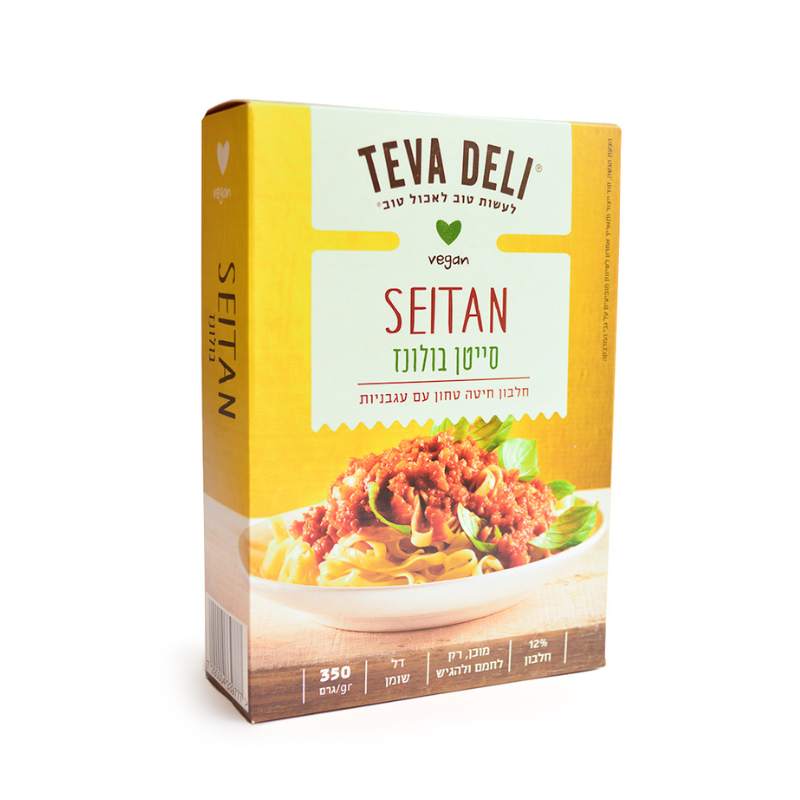 TEVA DELI®
לעשות טוב לאכול טוב®
vegan
SEITAN
סייטן בולונז
חלבון חיטה טחון עם עגבניות
12%
חלבון
מוכן, רק
לחמם ולהגיש
דל
שומן
350
גרם/gr
vegan
SEITAN